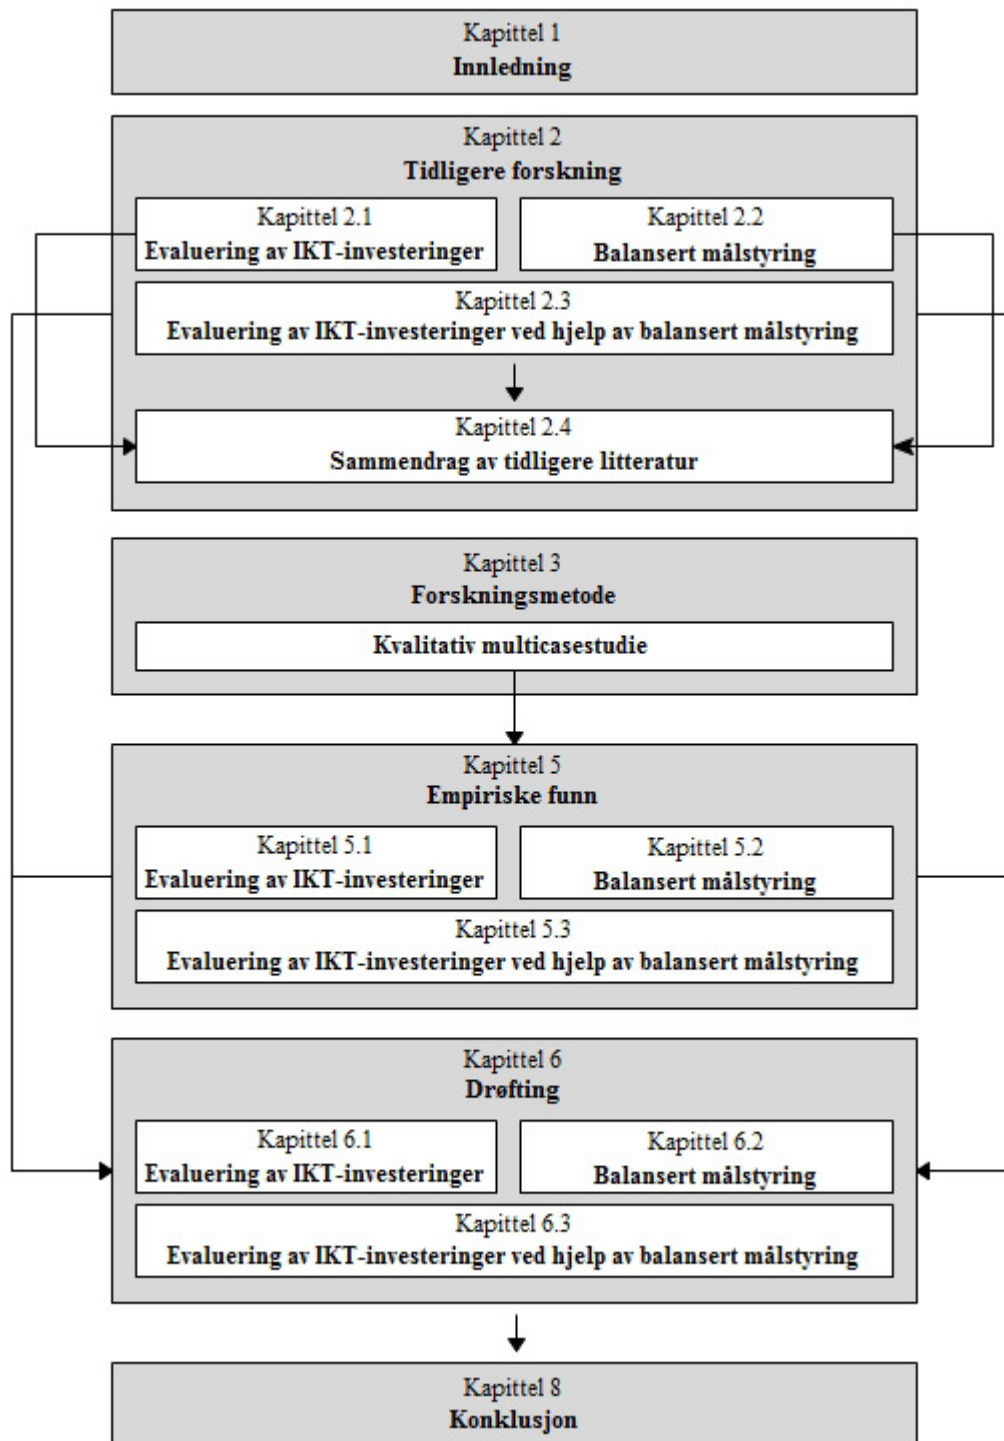 Kapittel 1
Innledning
Kapittel 2
Tidligere forskning
Kapittel 2.1
Evaluering av IKT-investeringer
Kapittel 2.2
Balansert målstyring
Kapittel 2.3
Evaluering av IKT-investeringer ved hjelp av balansert målstyring
Kapittel 2.4
Sammendrag av tidligere litteratur
Kapittel 3
Forskningsmetode
Kvalitativ multicasestudie
Kapittel 5
Empiriske funn
Kapittel 5.1
Evaluering av IKT-investeringer
Kapittel 5.2
Balansert målstyring
Kapittel 5.3
Evaluering av IKT-investeringer ved hjelp av balansert målstyring
Kapittel 6
Drøfting
Kapittel 6.1
Evaluering av IKT-investeringer
Kapittel 6.2
Balansert målstyring
Kapittel 6.3
Evaluering av IKT-investeringer ved hjelp av balansert målstyring
Kapittel 8
Konklusjon